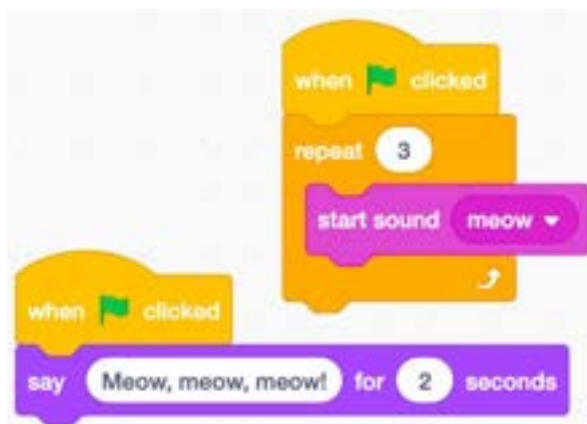 when clicked
repeat 3
start sound meow
when clicked
say Meow, meow, meow! for 2 seconds